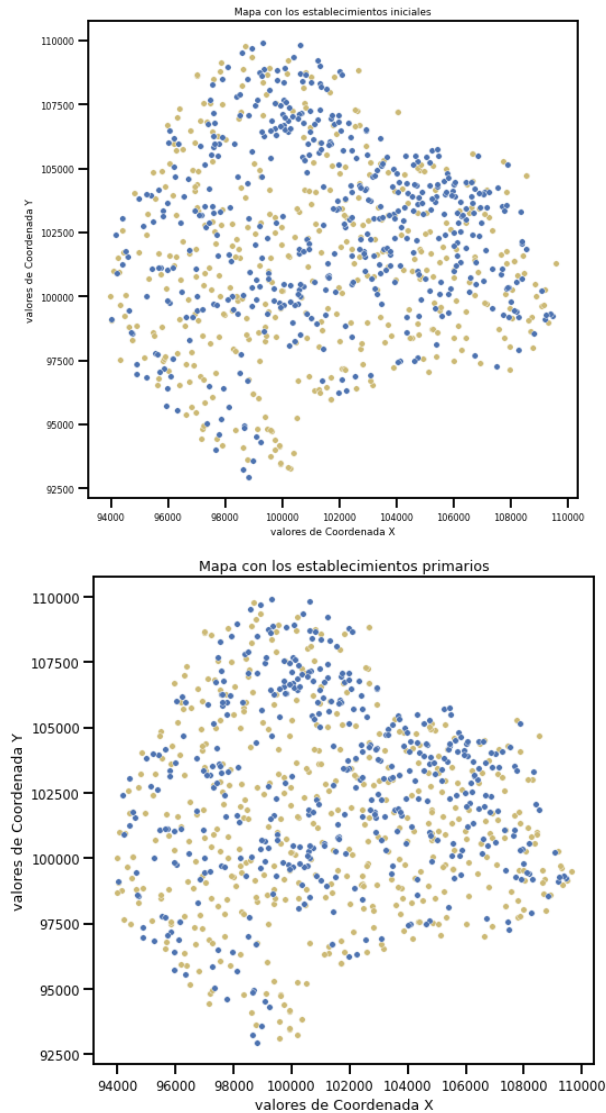 Mapa con los establecimientos iniciales
110000
107500
105000
102500
100000
97500
95000
92500
valores de Coordenada Y
94000 96000 98000 100000 102000 104000 106000 108000 110000
valores de Coordenada X
Mapa con los establecimientos primarios
110000
107500
105000
102500
100000
97500
95000
92500
valores de Coordenada Y
94000 96000 98000 100000 102000 104000 106000 108000 110000
valores de Coordenada X